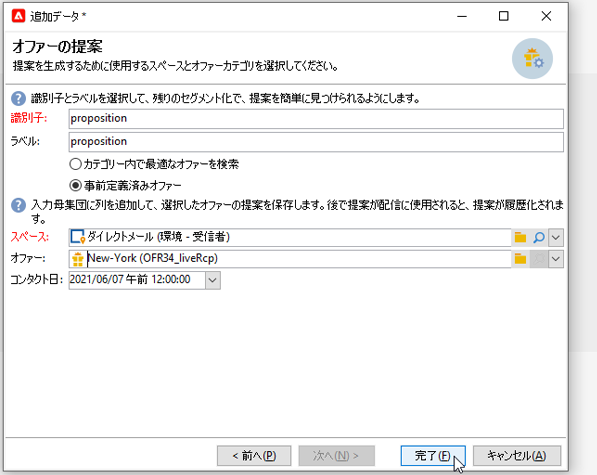 追加データ *
オファーの提案
提案を生成するために使用するスペースとオファーカテゴリを選択してください。
識別子とラベルを選択して、残りのセグメント化で、提案を簡単に見つけられるようにします。
識別子: proposition
ラベル: proposition
カテゴリー内で最適なオファーを検索
事前定義済みオファー
入力母集団に列を追加して、選択したオファーの提案を保存します。後で提案が配信に使用されると、提案が履歴化されま
す。
スペース: ダイレクトメール (環境 - 受信者)
オファー: New-York (OFR34_liveRcp)
コンタクト日: 2021/06/07 午前 12:00:00
< 前へ(P) 次へ(N) > 完了(F) キャンセル(A)